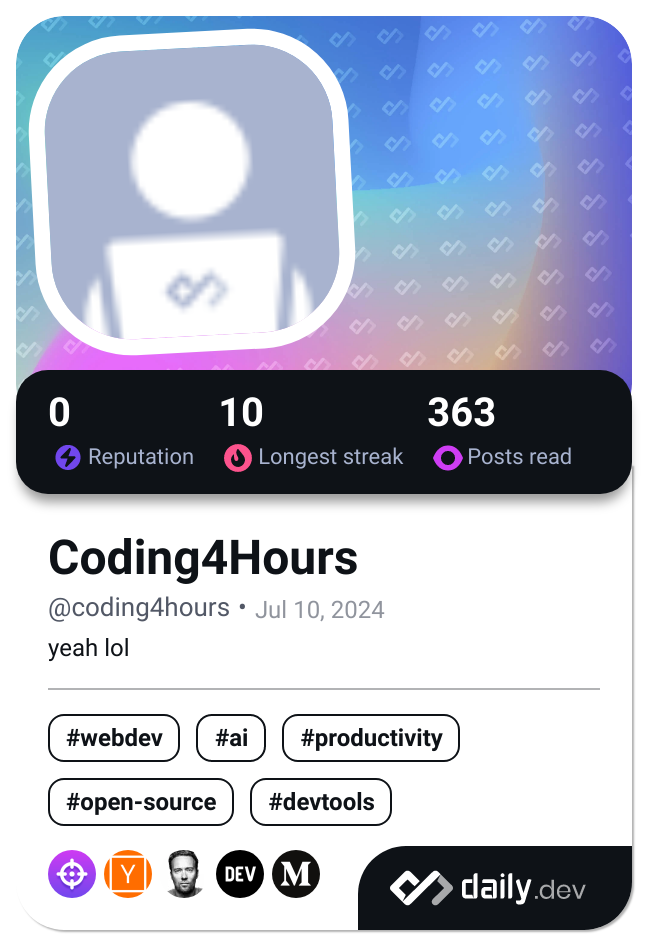 0 10 363
Reputation Longest streak Posts read
Coding4Hours
@coding4hours • Jul 10, 2024
yeah lol
#webdev #ai #productivity
#open-source #devtools
Y DEV M
daily.dev